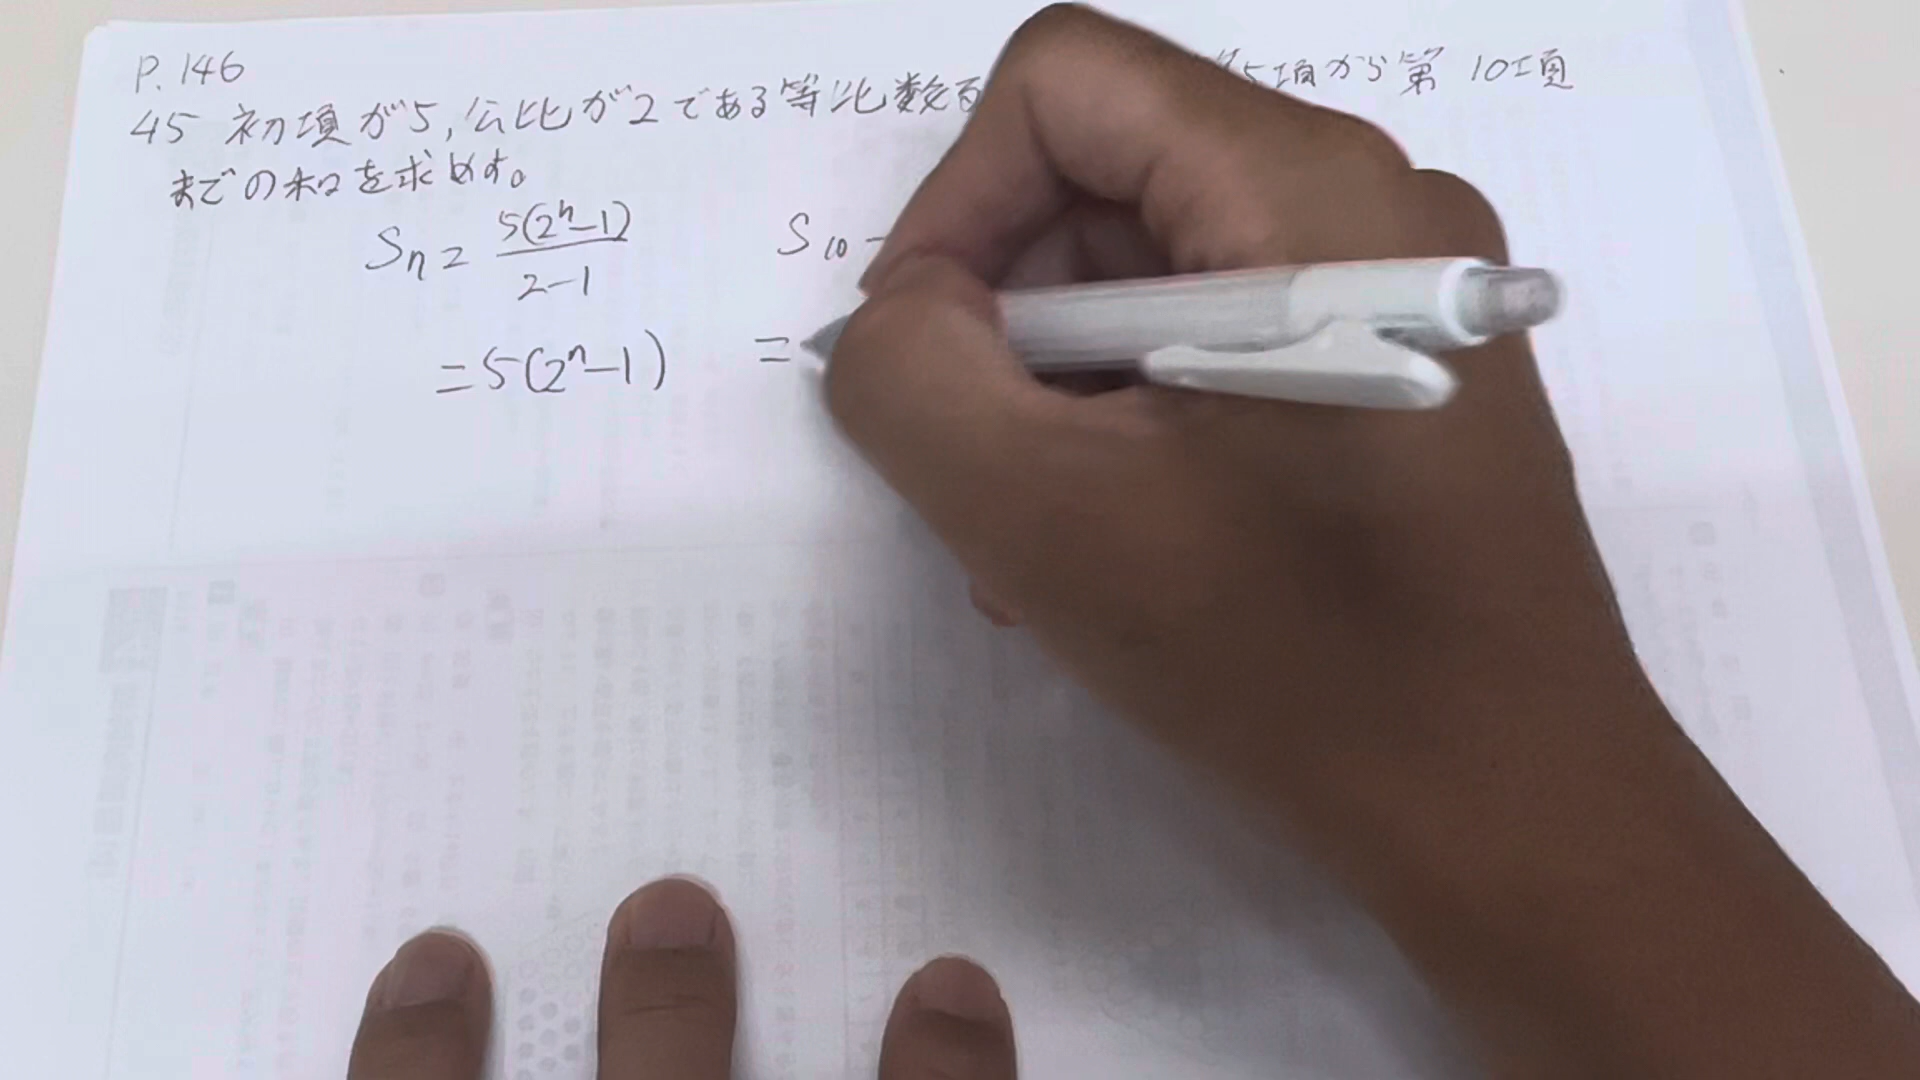 P.146
45 初項が5,公比が2である等比数 5項から第10項
までの和を求めよ。
Sn = 5(2^n-1)/2-1
S10 -
= 5(2^n-1)
=